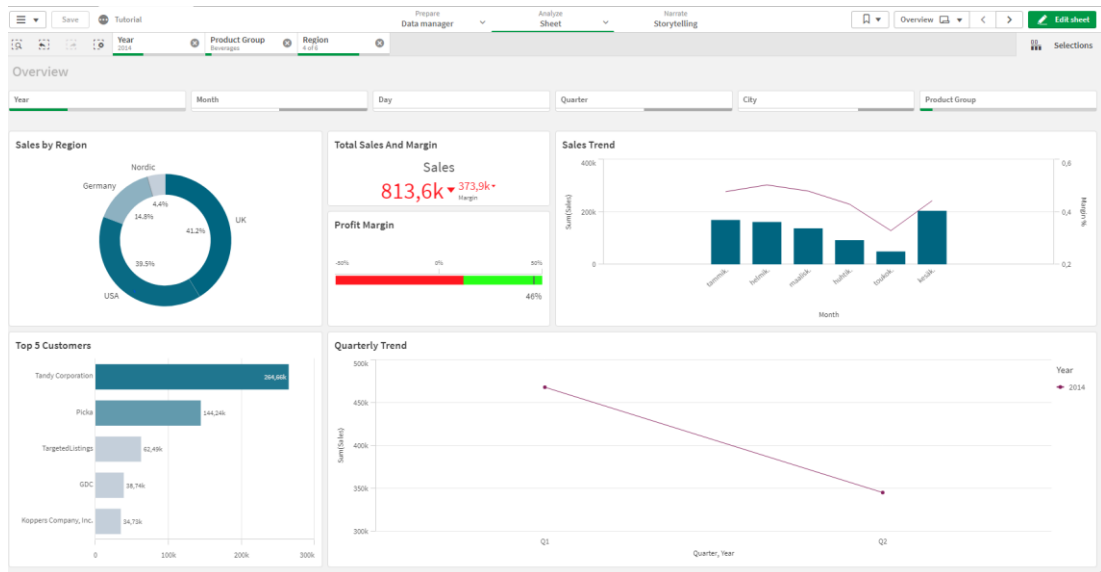 Prepare
Data manager
Analyze
Sheet
Narrate
Storytelling
Save
Tutorial
Overview
Edit sheet
Year
2014
Product Group
Beverages
Region
4 of 6
Selections
Overview
Year
Month
Day
Quarter
City
Product Group
Sales by Region
Nordic
Germany
4.4%
14.8%
UK
41.2%
39.5%
USA
Total Sales And Margin
Sales
813,6k
373,9k
Margin
Profit Margin
-50%
0%
50%
46%
Sales Trend
400k
200k
0
Sum(Sales)
0,6
0,4
0,2
Margin %
tammik.
helmik.
maalisk.
huhtik.
toukok.
kesäk.
Month
Top 5 Customers
Tandy Corporation
264,66k
Picka
144,24k
TargetedListings
62,49k
GDC
38,74k
Koppers Company, Inc.
34,73k
0
100k
200k
300k
Quarterly Trend
500k
450k
400k
350k
300k
Sum(Sales)
Q1
Q2
Quarter, Year
Year
2014